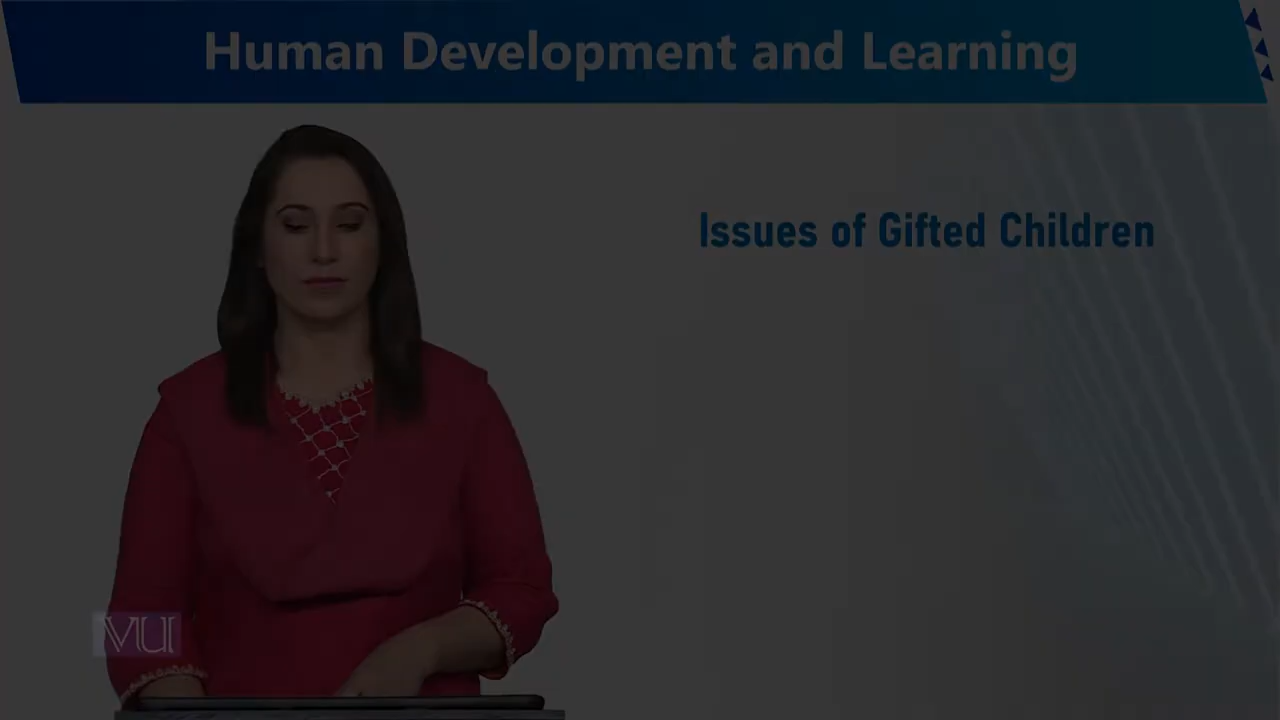 Human Development and Learning
Issues of Gifted Children
VU